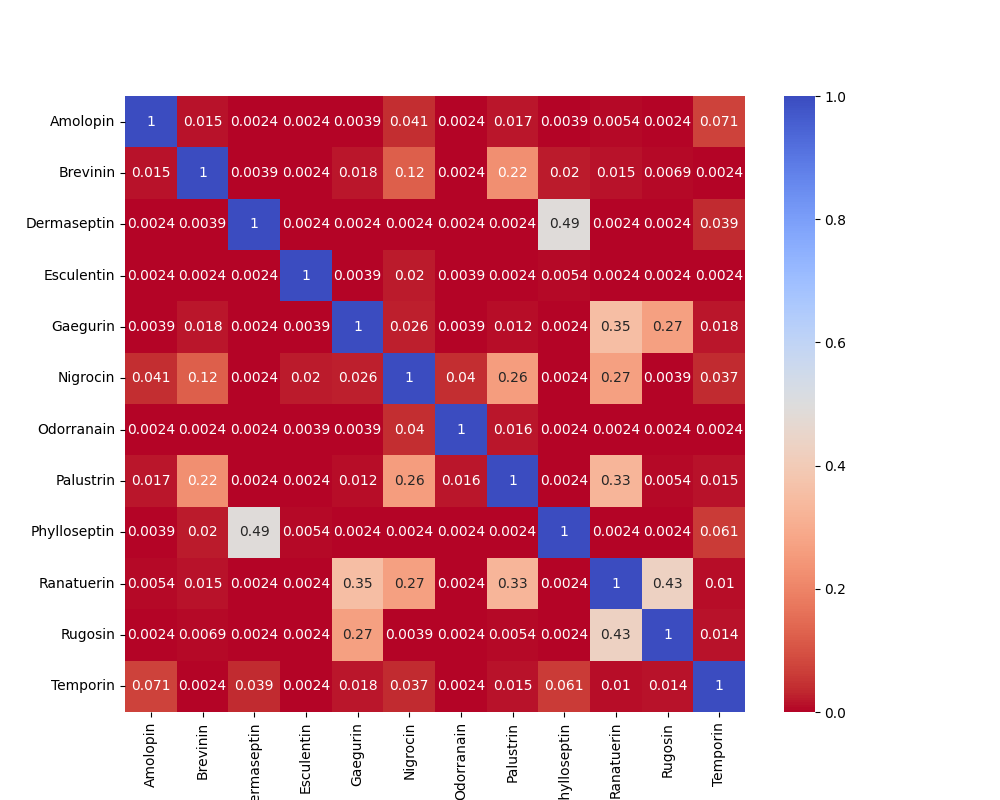 Amolopin 1 0.015 0.0024 0.0024 0.0039 0.041 0.0024 0.017 0.0039 0.0054 0.0024 0.071
Brevinin 0.015 1 0.0039 0.0024 0.018 0.12 0.0024 0.22 0.02 0.015 0.0069 0.0024
Dermaseptin 0.0024 0.0039 1 0.0024 0.0024 0.0024 0.0024 0.0024 0.49 0.0024 0.0024 0.039
Esculentin 0.0024 0.0024 0.0024 1 0.0039 0.02 0.0039 0.0024 0.0054 0.0024 0.0024 0.0024
Gaegurin 0.0039 0.018 0.0024 0.0039 1 0.026 0.0039 0.012 0.0024 0.35 0.27 0.018
Nigrocin 0.041 0.12 0.0024 0.02 0.026 1 0.04 0.26 0.0024 0.27 0.0039 0.037
Odorranain 0.0024 0.0024 0.0024 0.0039 0.0039 0.04 1 0.016 0.0024 0.0024 0.0024 0.0024
Palustrin 0.017 0.22 0.0024 0.0024 0.012 0.26 0.016 1 0.0024 0.33 0.0054 0.015
Phylloseptin 0.0039 0.02 0.49 0.0054 0.0024 0.0024 0.0024 0.0024 1 0.0024 0.0024 0.061
Ranatuerin 0.0054 0.015 0.0024 0.0024 0.35 0.27 0.0024 0.33 0.0024 1 0.43 0.01
Rugosin 0.0024 0.0069 0.0024 0.0024 0.27 0.0039 0.0024 0.0054 0.0024 0.43 1 0.014
Temporin 0.071 0.0024 0.039 0.0024 0.018 0.037 0.0024 0.015 0.061 0.01 0.014 1
Amolopin
Brevinin
ermaseptin
Esculentin
Gaegurin
Nigrocin
Odorranain
Palustrin
hylloseptin
Ranatuerin
Rugosin
Temporin
1.0
0.8
0.6
0.4
0.2
0.0